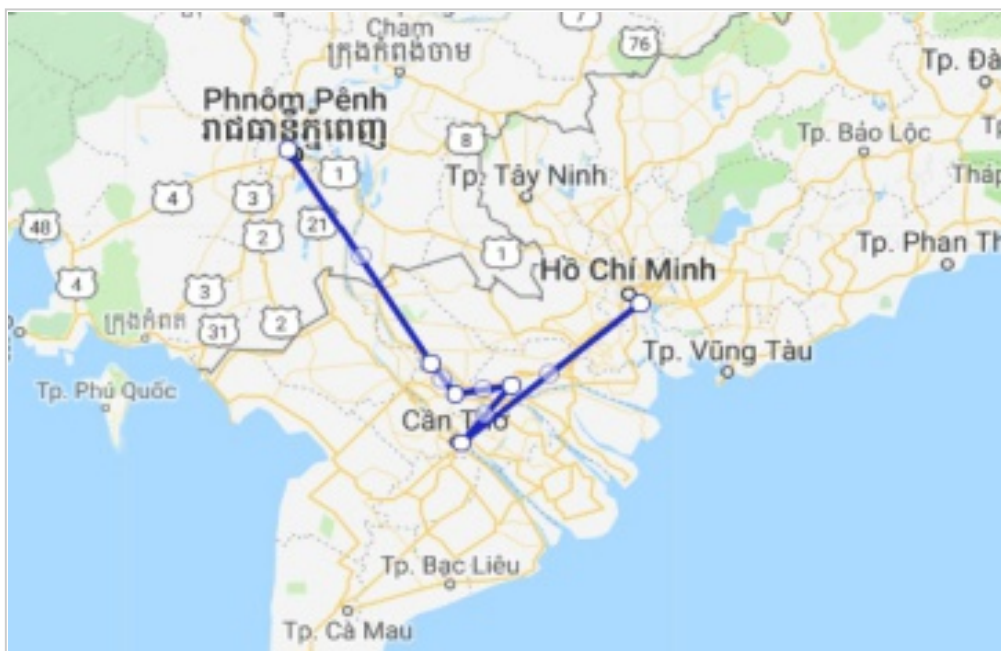 Cham
ក្រុងកំពង់ចាម
7
76
Tp. Đà
Phnôm Pênh
រាជធានីភ្នំពេញ
8
Tp. Bảo Lộc
1
4
3
Tp. Tây Ninh
Tháp
21
48
2
1
Tp. Phan Th
Hồ Chí Minh
4
3
ក្រុងកំពត
31
2
Tp. Vũng Tàu
Tp. Phú Quốc
Cần Thơ
Tp. Bạc Liêu
Tp. Cà Mau